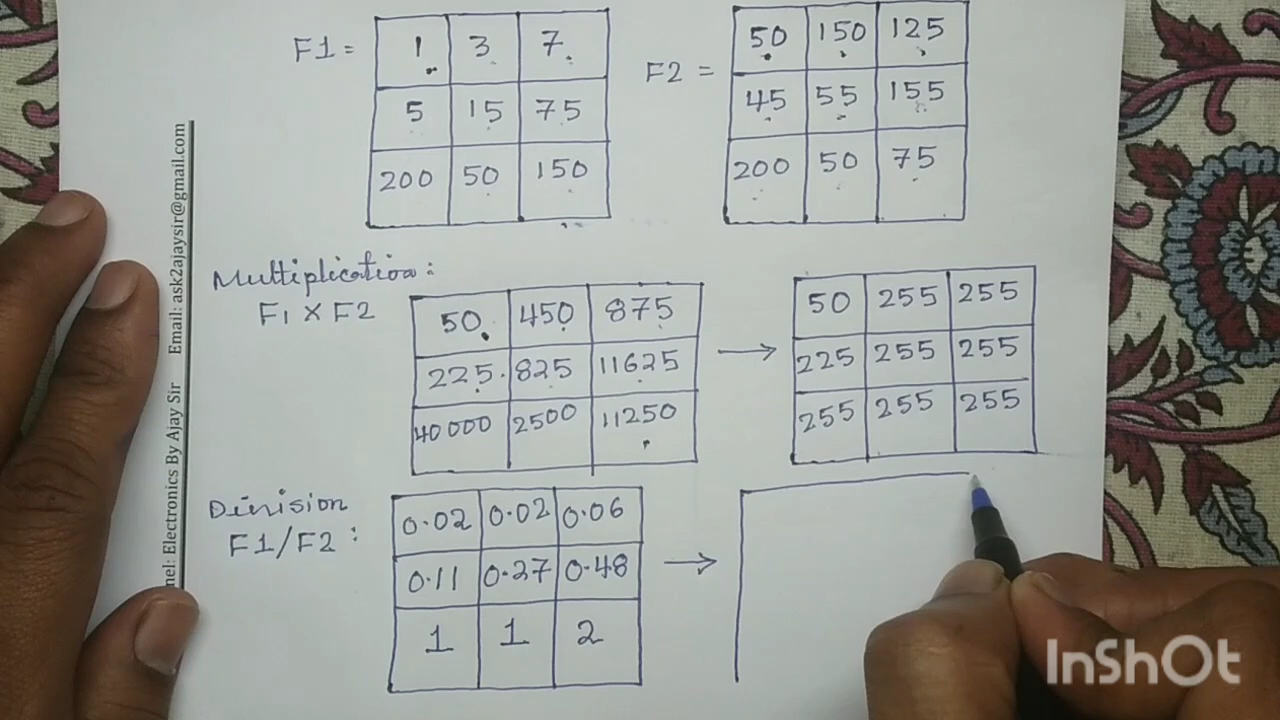 F1 =
1 3 7
5 15 75
200 50 150
F2 =
50 150 125
45 55 155
200 50 75
Multiplication:
F1 X F2
50 450 875
225 825 11625
40000 2500 11250
50 255 255
225 255 255
255 255 255
Division
F1/F2:
0.02 0.02 0.06
0.11 0.27 0.48
1 1 2
nel: Electronics By Ajay Sir Email: ask2ajaysir@gmail.com
InShOt